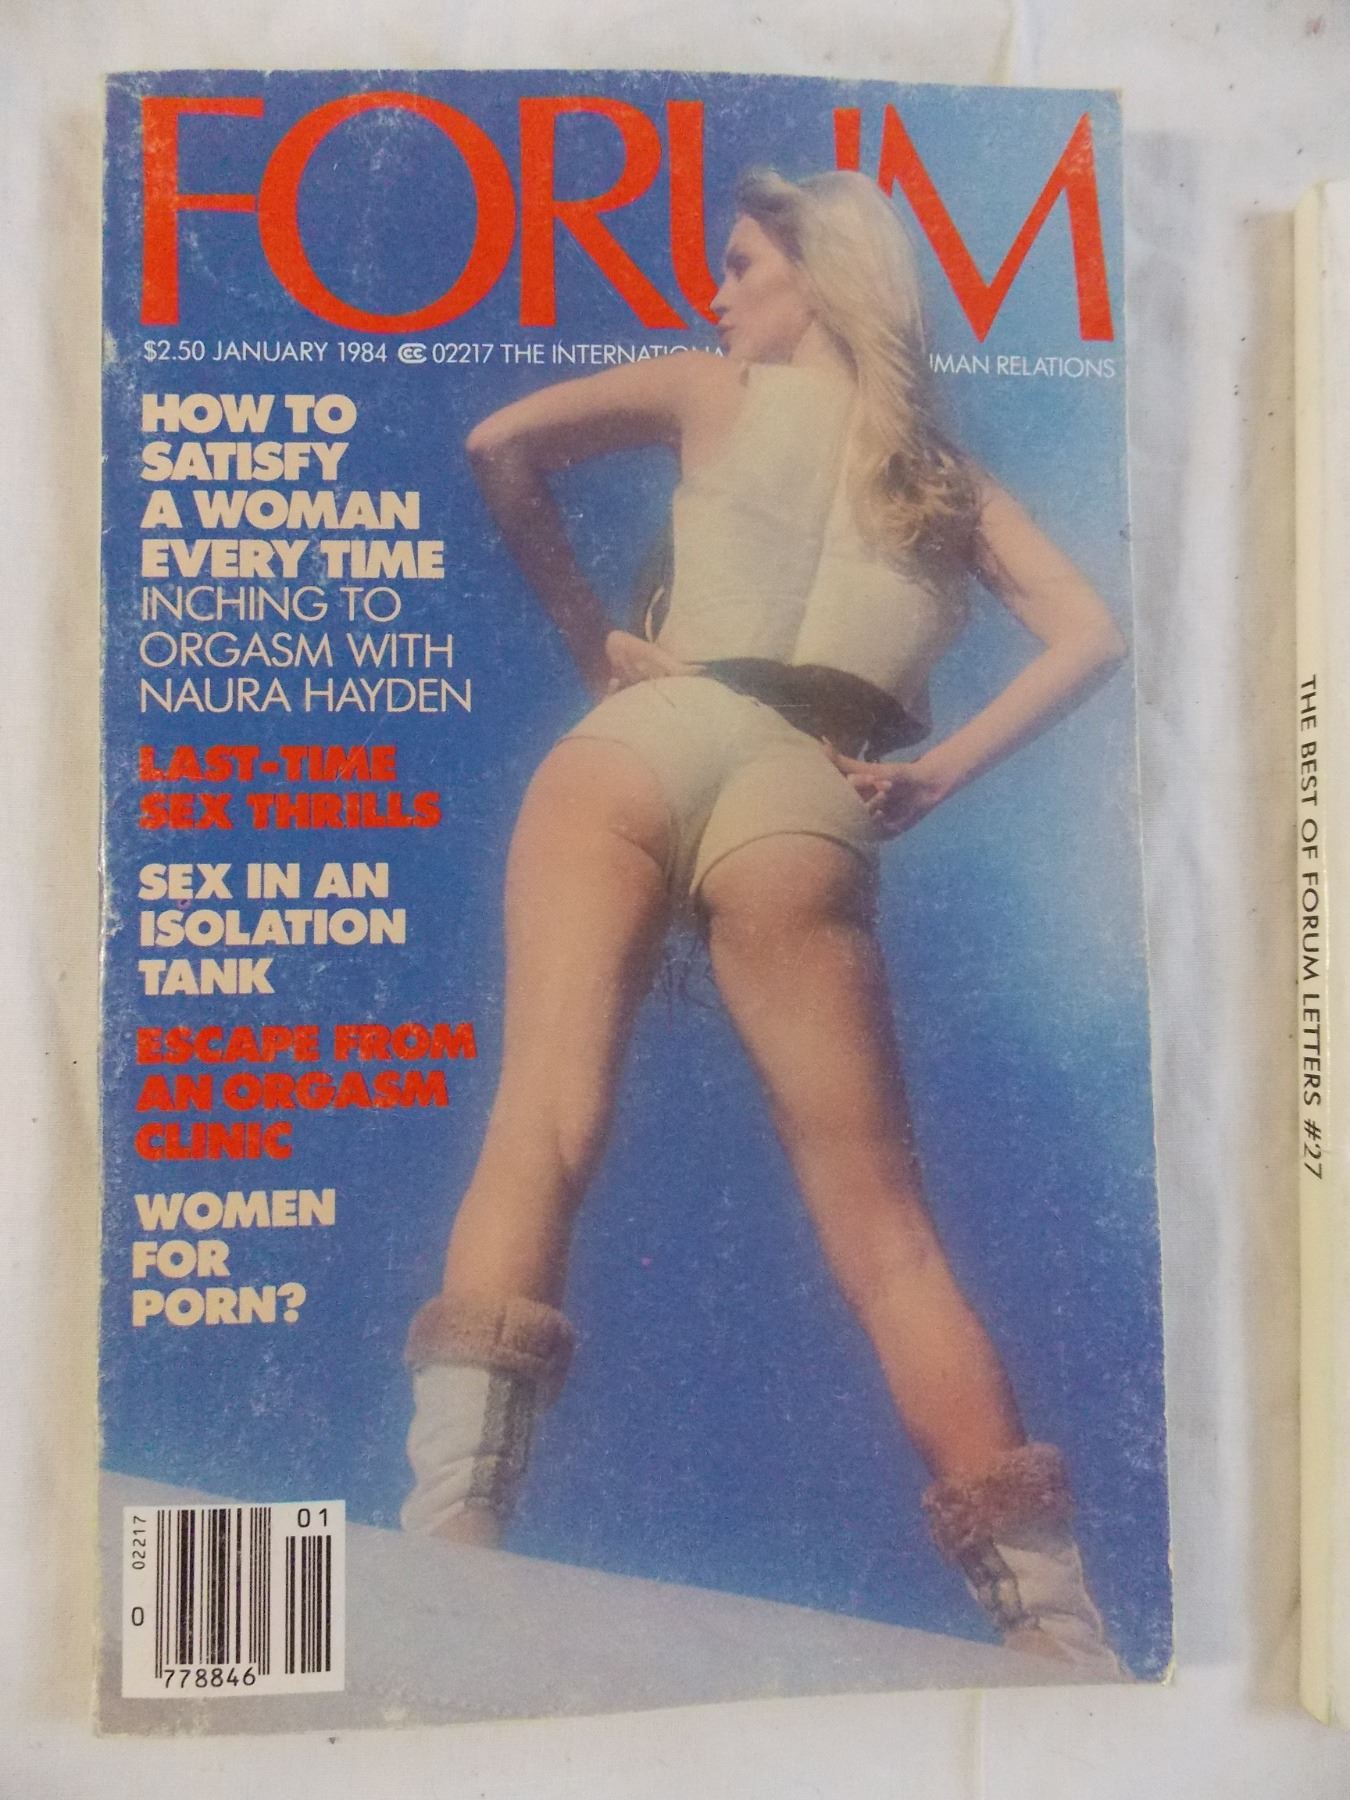 FORUM
$2.50 JANUARY 1984 CC 02217 THE INTERNATIONA MAN RELATIONS
HOW TO
SATISFY
A WOMAN
EVERY TIME
INCHING TO
ORGASM WITH
NAURA HAYDEN
LAST-TIME
SEX THRILLS
SEX IN AN
ISOLATION
TANK
ESCAPE FROM
AN ORGASM
CLINIC
WOMEN
FOR
PORN?
01
02217
0
778846
THE BEST OF FORUM LETTERS #27